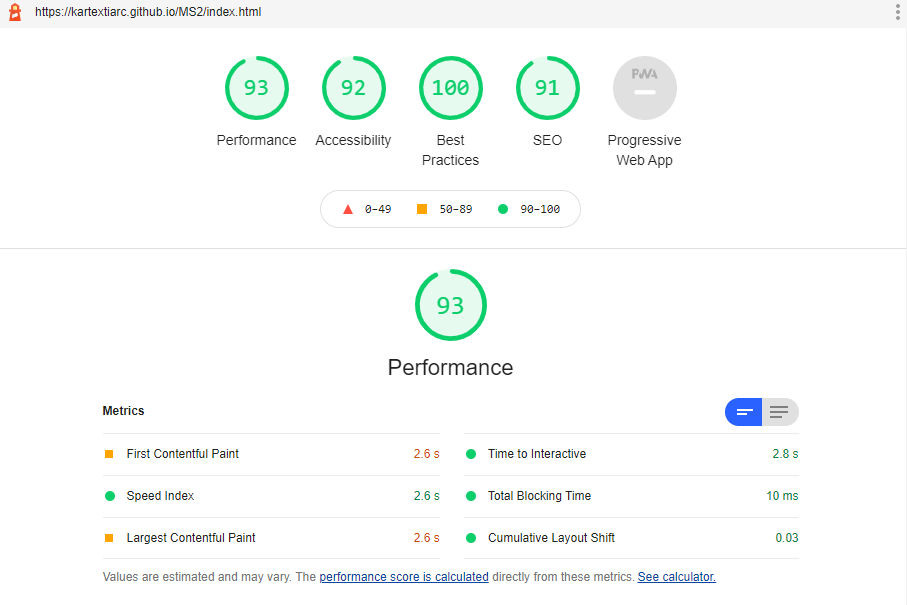 https://kartextiarc.github.io/MS2/index.html
93 92 100 91 PWA
Performance Accessibility Best Practices SEO Progressive Web App
0–49 50–89 90–100
93
Performance
Metrics
First Contentful Paint 2.6 s Time to Interactive 2.8 s
Speed Index 2.6 s Total Blocking Time 10 ms
Largest Contentful Paint 2.6 s Cumulative Layout Shift 0.03
Values are estimated and may vary. The performance score is calculated directly from these metrics. See calculator.